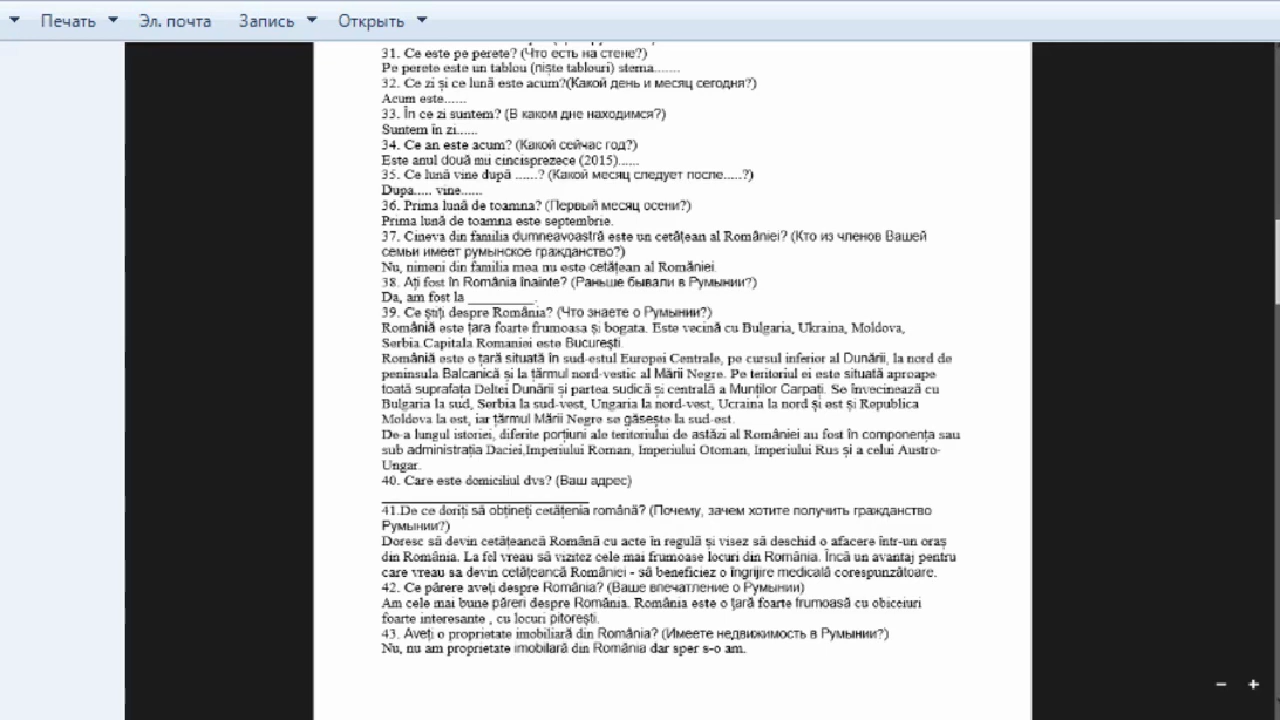 Печать Эл. почта Запись Открыть
31. Ce este pe perete? (Что есть на стене?)
Pe perete este un tablou (niște tablouri) stema.......
32. Ce zi și ce lună este acum?(Какой день и месяц сегодня?)
Acum este......
33. În ce zi suntem? (В каком дне находимся?)
Suntem în zi......
34. Ce an este acum? (Какой сейчас год?)
Este anul două mii cincisprezece (2015)......
35. Ce lună vine după ......? (Какой месяц следует после.....?)
Dupa..... vine......
36. Prima lună de toamna? (Первый месяц осени?)
Prima lună de toamna este septembrie.
37. Cineva din familia dumneavoastră este un cetățean al României? (Кто из членов Вашей
семьи имеет румынское гражданство?)
Nu, nimeni din familia mea nu este cetățean al României.
38. Ați fost în România înainte? (Раньше бывали в Румынии?)
Da, am fost la __________.
39. Ce știți despre România? (Что знаете о Румынии?)
România este țara foarte frumoasa și bogata. Este vecină cu Bulgaria, Ukraina, Moldova,
Serbia.Capitala Romaniei este București.
România este o țară situată în sud-estul Europei Centrale, pe cursul inferior al Dunării, la nord de
peninsula Balcanică și la țărmul nord-vestic al Mării Negre. Pe teritoriul ei este situată aproape
toată suprafața Deltei Dunării și partea sudică și centrală a Munților Carpați. Se învecinează cu
Bulgaria la sud, Serbia la sud-vest, Ungaria la nord-vest, Ucraina la nord și est și Republica
Moldova la est, iar țărmul Mării Negre se găsește la sud-est.
De-a lungul istoriei, diferite porțiuni ale teritoriului de astăzi al României au fost în componența sau
sub administrația Daciei,Imperiului Roman, Imperiului Otoman, Imperiului Rus și a celui Austro-
Ungar.
40. Care este domiciliul dvs? (Ваш адрес)
______________________________
41.De ce doriți să obțineți cetățenia română? (Почему, зачем хотите получить гражданство
Румынии?)
Doresc să devin cetățeancă Română cu acte în regulă și visez să deschid o afacere într-un oraș
din România. La fel vreau să vizitez cele mai frumoase locuri din România. Încă un avantaj pentru
care vreau sa devin cetățeancă României - să beneficiez o îngrijire medicală corespunzătoare.
42. Ce părere aveți despre România? (Ваше впечатление о Румынии)
Am cele mai bune păreri despre România. România este o țară foarte frumoasă cu obiceiuri
foarte interesante , cu locuri pitorești.
43. Aveți o proprietate imobiliară din România? (Имеете недвижимость в Румынии?)
Nu, nu am proprietate imobilară din România dar sper s-o am.